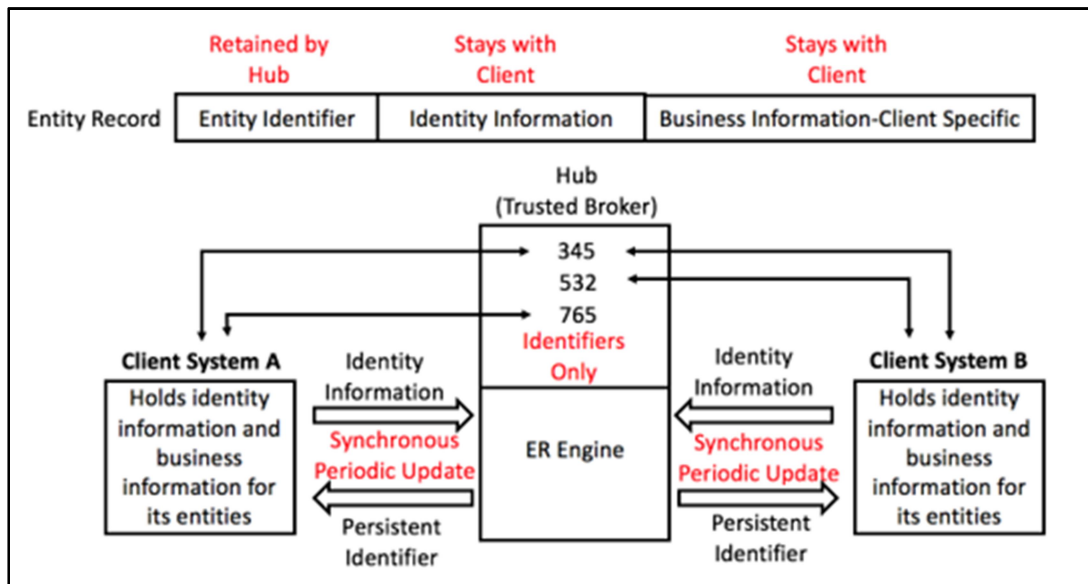 Retained by
Hub
Stays with
Client
Stays with
Client
Entity Record
Entity Identifier
Identity Information
Business Information-Client Specific
Hub
(Trusted Broker)
345
532
765
Identifiers
Only
ER Engine
Client System A
Holds identity
information and
business
information for
its entities
Identity
Information
Synchronous
Periodic Update
Persistent
Identifier
Identity
Information
Synchronous
Periodic Update
Persistent
Identifier
Client System B
Holds identity
information and
business
information for
its entities